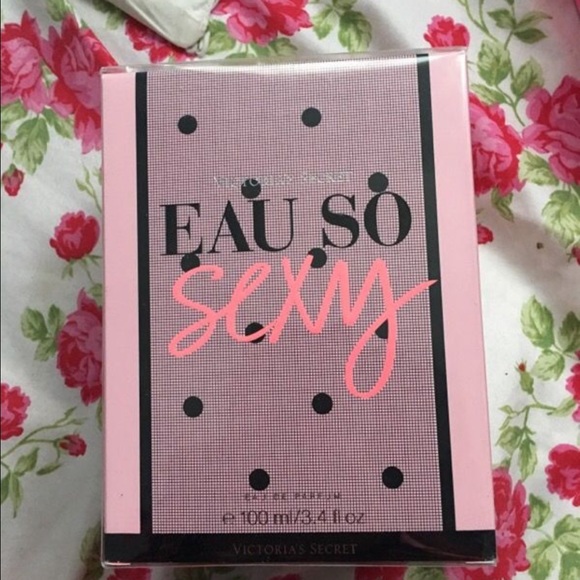 VICTORIA'S SECRET
EAU SO
sexy
EAU DE PARFUM
℮ 100 ml/3.4 fl oz
VICTORIA'S SECRET